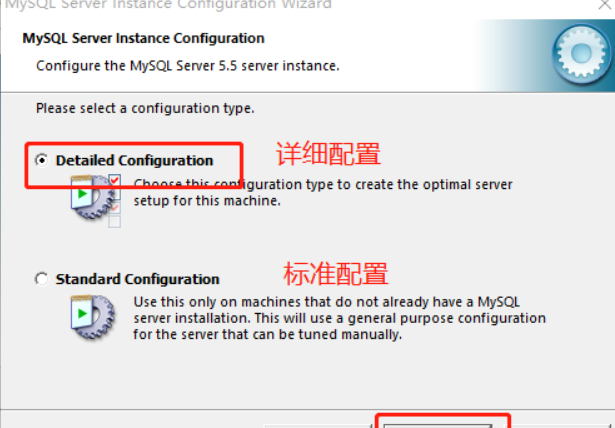 MySQL Server Instance Configuration Wizard
MySQL Server Instance Configuration
Configure the MySQL Server 5.5 server instance.
Please select a configuration type.
Detailed Configuration 详细配置
Choose this configuration type to create the optimal server
setup for this machine.
Standard Configuration 标准配置
Use this only on machines that do not already have a MySQL
server installation. This will use a general purpose configuration
for the server that can be tuned manually.